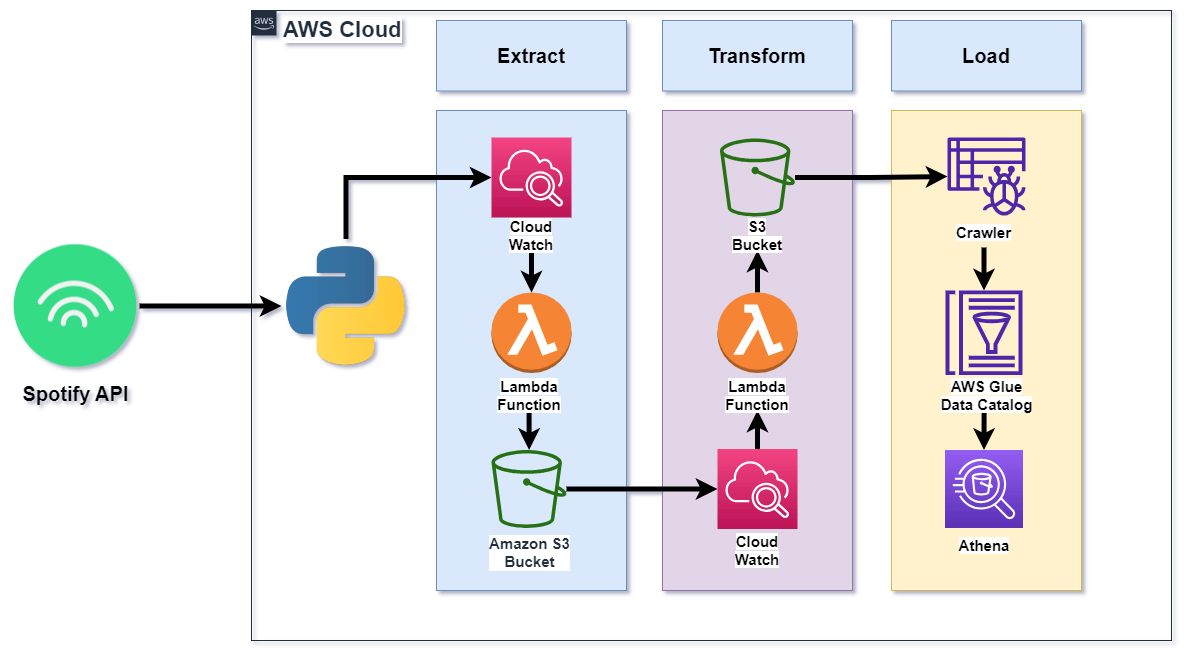 aws
AWS Cloud
Extract
Transform
Load
Spotify API
Cloud
Watch
Lambda
Function
Amazon S3
Bucket
S3
Bucket
Lambda
Function
Cloud
Watch
Crawler
AWS Glue
Data Catalog
Athena